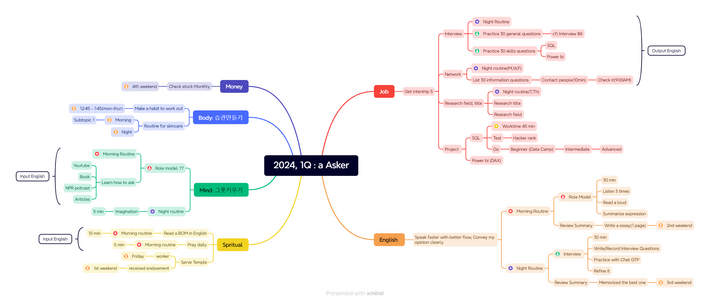 2024, 1Q : a Asker
Money
Check stock Monthly
4th weekend
Body: 습관만들기
Make a habit to work out
12:45 - 1:45(mon-thur)
Routine for skincare
Morning
Subtopic 1
Night
Mind: 그릇키우기
Role model. ??
Morning Routine
Learn how to ask
Youtube
Book
NPR potcast
Articles
Night routine
Imagination
5 min
Input English
Spritual
Read a BOM in English
Morning routine
10 min
Pray daily
Morning routine
5 min
Serve Temple
worker
Friday
received endowment
1st weekend
Input English
Job
Get intership 5
Interview
Night Routine
Practice 30 general questions
cf) Interview Bit
Practice 30 skills questions
SQL
Power bi
Network
Night routine(M,W,F)
List 30 information questions
Contact people(10min)
Check it(9:00AM)
Research field, title
Night routine(T,Th)
Research title
Research field
Project
SQL
Worktime 45 min
Test
Hacker rank
Do
Beginner (Data Camp)
Intermediate
Advanced
Power bi (DAX)
Output English
English
Speak faster with better flow, Convey my
opinion clearly
Morning Routine
Role Model
30 min
Listen 3 times
Read a loud
Summarize expression
Review Summary
Write a essay(1 page)
2nd weekend
Night Routine
Interview
30 min
Write/Record Interview Questions
Practice with Chat GTP
Refine it
Review Summary
Memorized the best one
3rd weekend
Presented with xmind